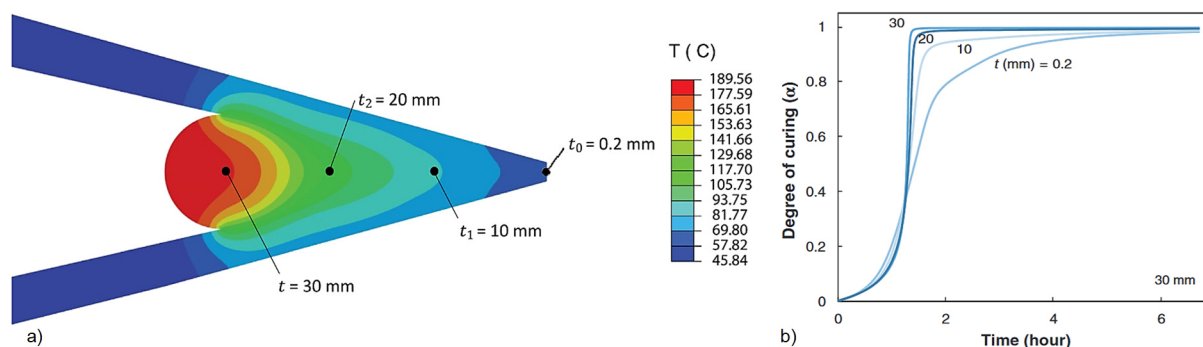 t₂ = 20 mm
t₀ = 0.2 mm
t₁ = 10 mm
t = 30 mm
a)
T ( C)
189.56
177.59
165.61
153.63
141.66
129.68
117.70
105.73
93.75
81.77
69.80
57.82
45.84
b)
Degree of curing (α)
1
0.8
0.6
0.4
0.2
0
30
20
10
t (mm) = 0.2
30 mm
0 2 4 6
Time (hour)